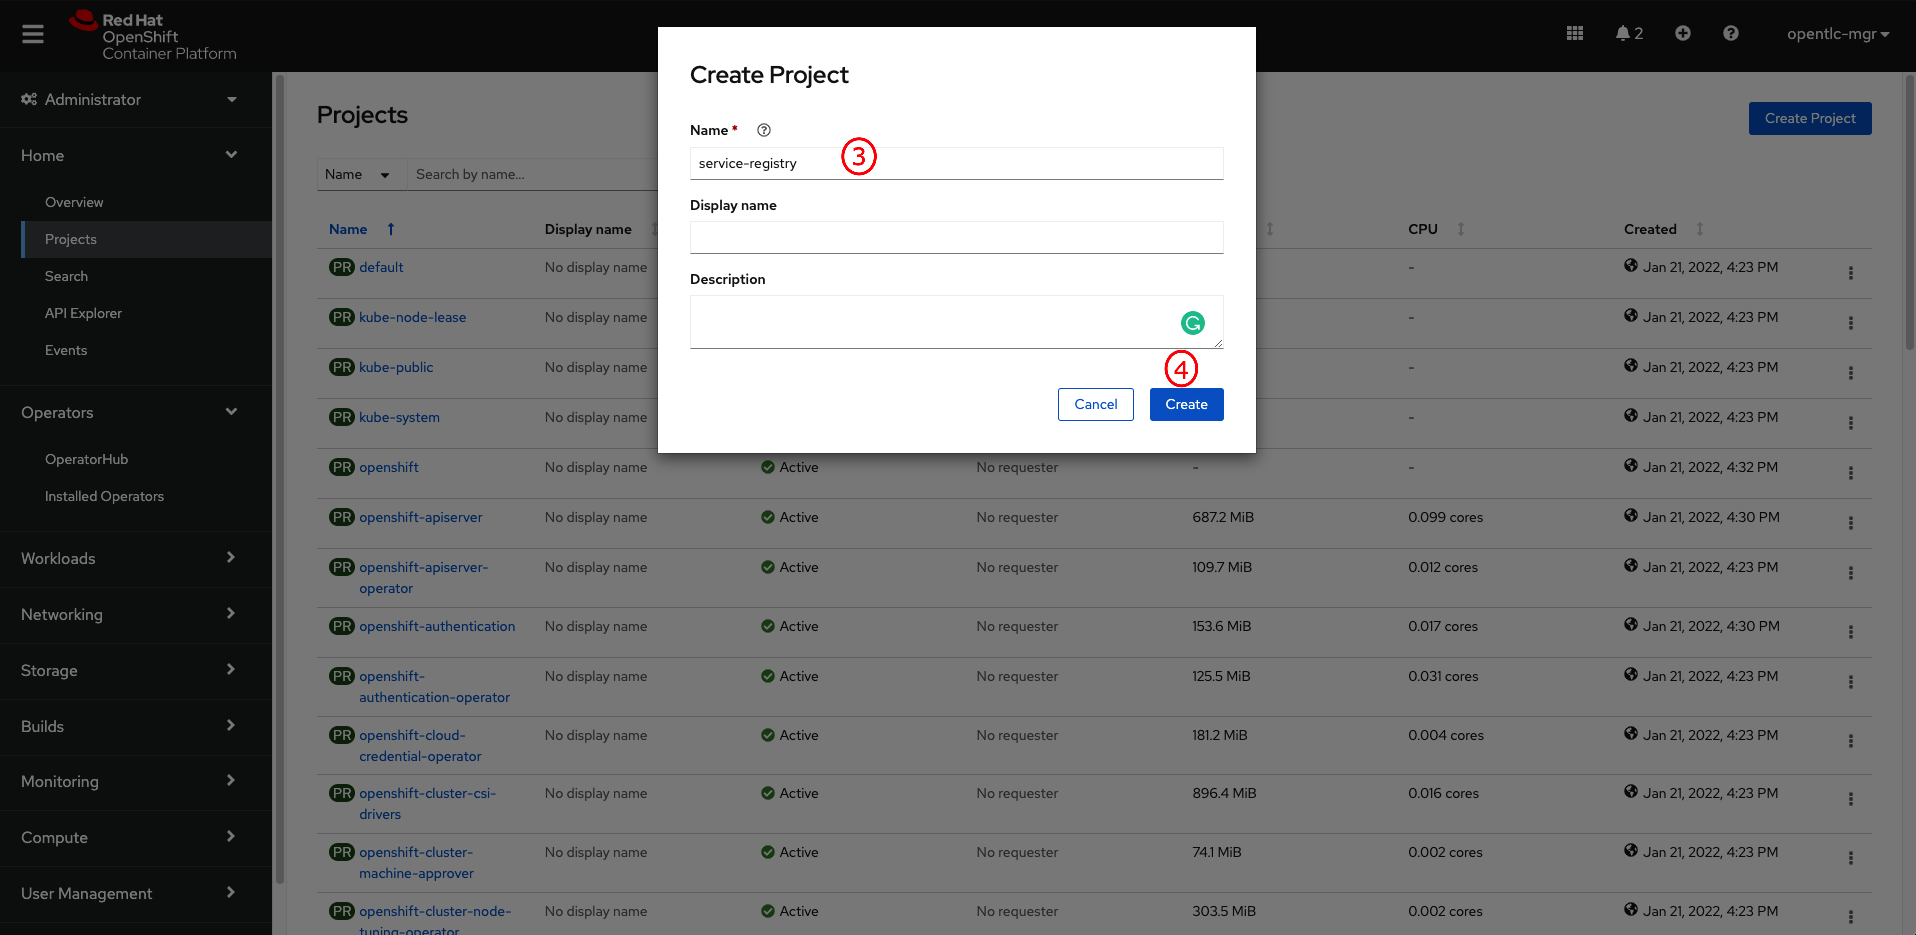 Red Hat
OpenShift
Container Platform
2
opentlc-mgr
Administrator
Home
Overview
Projects
Search
API Explorer
Events
Operators
OperatorHub
Installed Operators
Workloads
Networking
Storage
Builds
Monitoring
Compute
User Management
Projects
Create Project
Name
Search by name...
Create Project
Name *
service-registry
3
Display name
Description
4
Cancel
Create
Name Display name CPU Created
PR default No display name - Jan 21, 2022, 4:23 PM
PR kube-node-lease No display name - Jan 21, 2022, 4:23 PM
PR kube-public No display name - Jan 21, 2022, 4:23 PM
PR kube-system No display name - Jan 21, 2022, 4:23 PM
PR openshift No display name Active No requester - - Jan 21, 2022, 4:32 PM
PR openshift-apiserver No display name Active No requester 687.2 MiB 0.099 cores Jan 21, 2022, 4:30 PM
PR openshift-apiserver- No display name Active No requester 109.7 MiB 0.012 cores Jan 21, 2022, 4:23 PM
operator
PR openshift-authentication No display name Active No requester 153.6 MiB 0.017 cores Jan 21, 2022, 4:30 PM
PR openshift- No display name Active No requester 125.5 MiB 0.031 cores Jan 21, 2022, 4:23 PM
authentication-operator
PR openshift-cloud- No display name Active No requester 181.2 MiB 0.004 cores Jan 21, 2022, 4:23 PM
credential-operator
PR openshift-cluster-csi- No display name Active No requester 896.4 MiB 0.016 cores Jan 21, 2022, 4:23 PM
drivers
PR openshift-cluster- No display name Active No requester 74.1 MiB 0.002 cores Jan 21, 2022, 4:23 PM
machine-approver
PR openshift-cluster-node- No display name Active No requester 303.5 MiB 0.002 cores Jan 21, 2022, 4:23 PM
tuning-operator